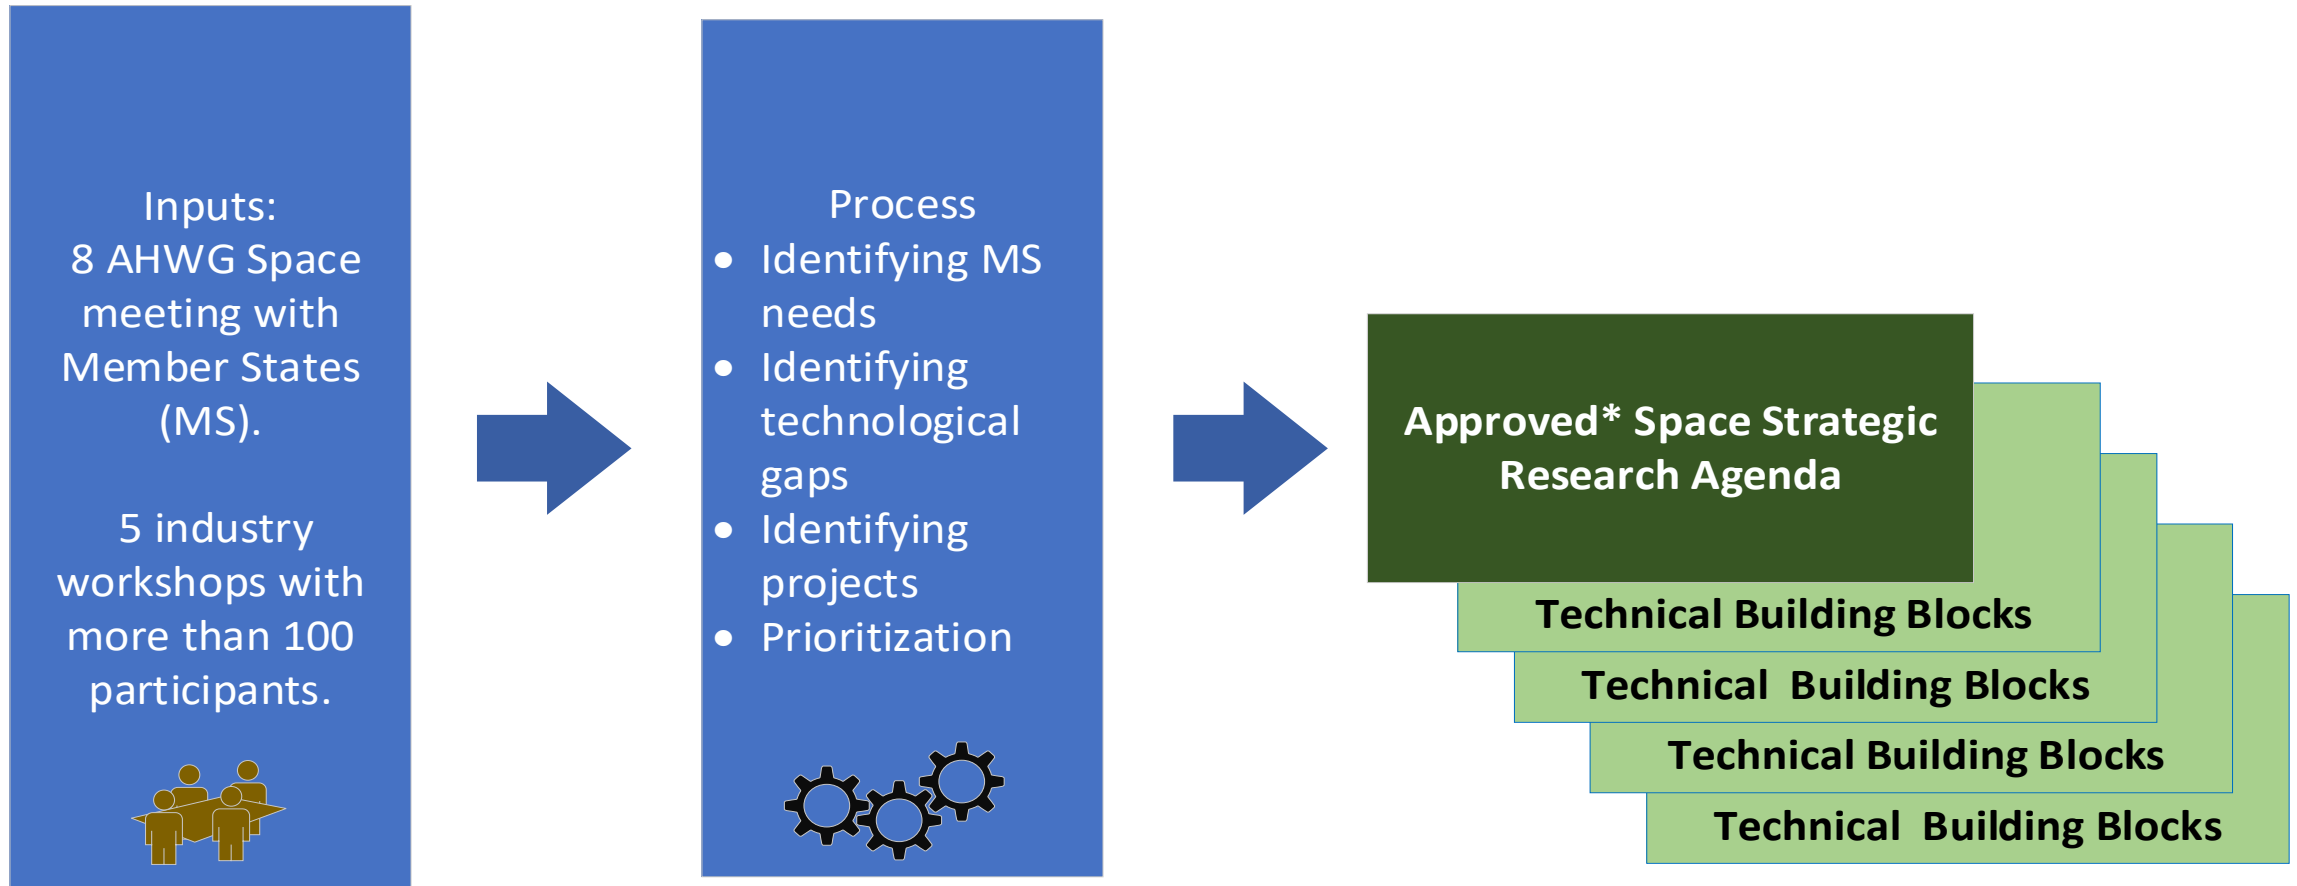 Inputs:
8 AHWG Space
meeting with
Member States
(MS).
5 industry
workshops with
more than 100
participants.
Process
• Identifying MS
needs
• Identifying
technological
gaps
• Identifying
projects
• Prioritization
Approved* Space Strategic
Research Agenda
Technical Building Blocks
Technical Building Blocks
Technical Building Blocks
Technical Building Blocks